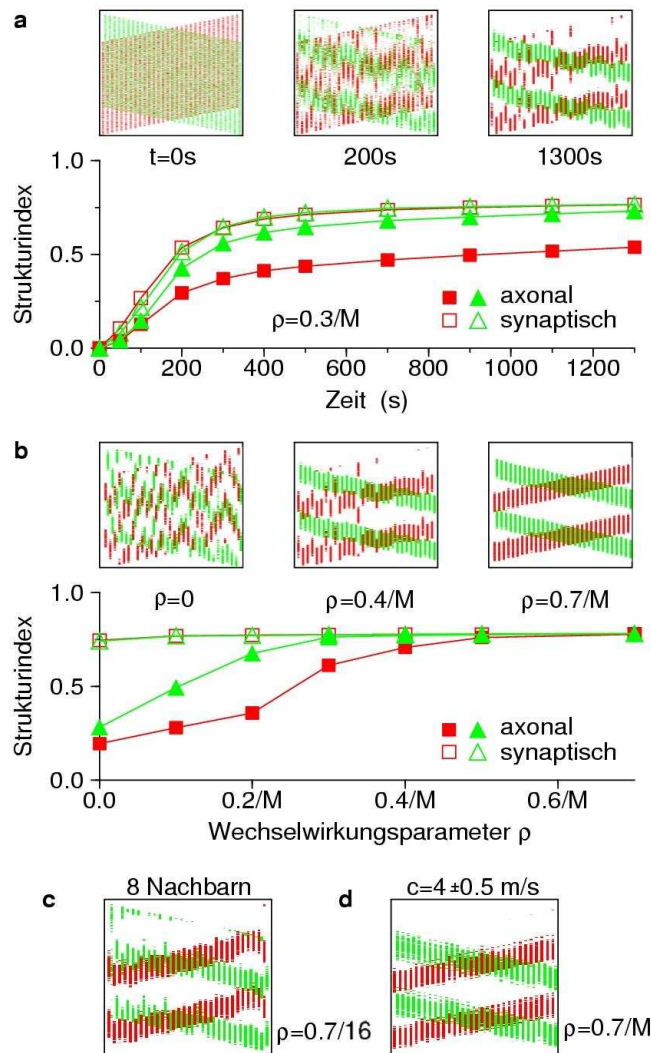 a
t=0s 200s 1300s
1.0
0.5
0.0
Strukturindex
ρ=0.3/M
axonal
synaptisch
0 200 400 600 800 1000 1200
Zeit (s)
b
ρ=0 ρ=0.4/M ρ=0.7/M
1.0
0.5
0.0
Strukturindex
axonal
synaptisch
0.0 0.2/M 0.4/M 0.6/M
Wechselwirkungsparameter ρ
c 8 Nachbarn
ρ=0.7/16
d c=4 ±0.5 m/s
ρ=0.7/M